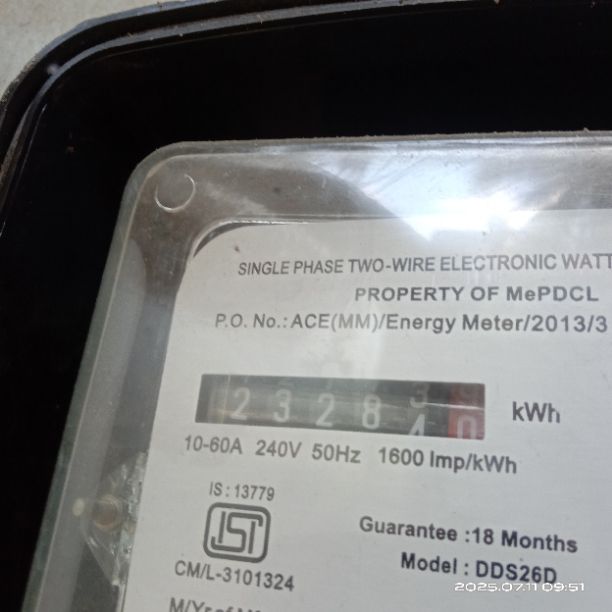 SINGLE PHASE TWO-WIRE ELECTRONIC WATT
PROPERTY OF MePDCL
P.O. No.: ACE(MM)/Energy Meter/2013/3
2 3 2 8 kWh
10-60A 240V 50Hz 1600 Imp/kWh
IS : 13779
ISI
CM/L-3101324
Guarantee :18 Months
Model : DDS26D
2025.07.11 09:51